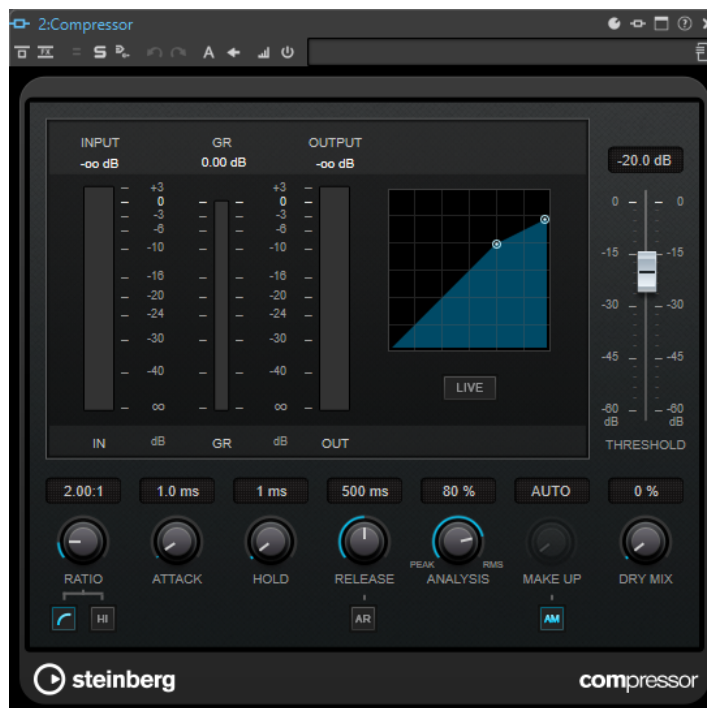 2:Compressor
A
INPUT GR OUTPUT
-oo dB 0.00 dB -oo dB
-20.0 dB
+3 +3
0 0 0 0
-3 -3
-6 -6
-10 -10
-15 -15
-16 -16
-20 -20
-24 -24
-30 -30 -30 -30
-40 -40
LIVE
-45 -45
∞ ∞
-60 -60
dB dB
IN dB GR dB OUT
THRESHOLD
2.00:1 1.0 ms 1 ms 500 ms 80 % AUTO 0 %
PEAK RMS
RATIO ATTACK HOLD RELEASE ANALYSIS MAKE UP DRY MIX
HI AR AM
steinberg compressor